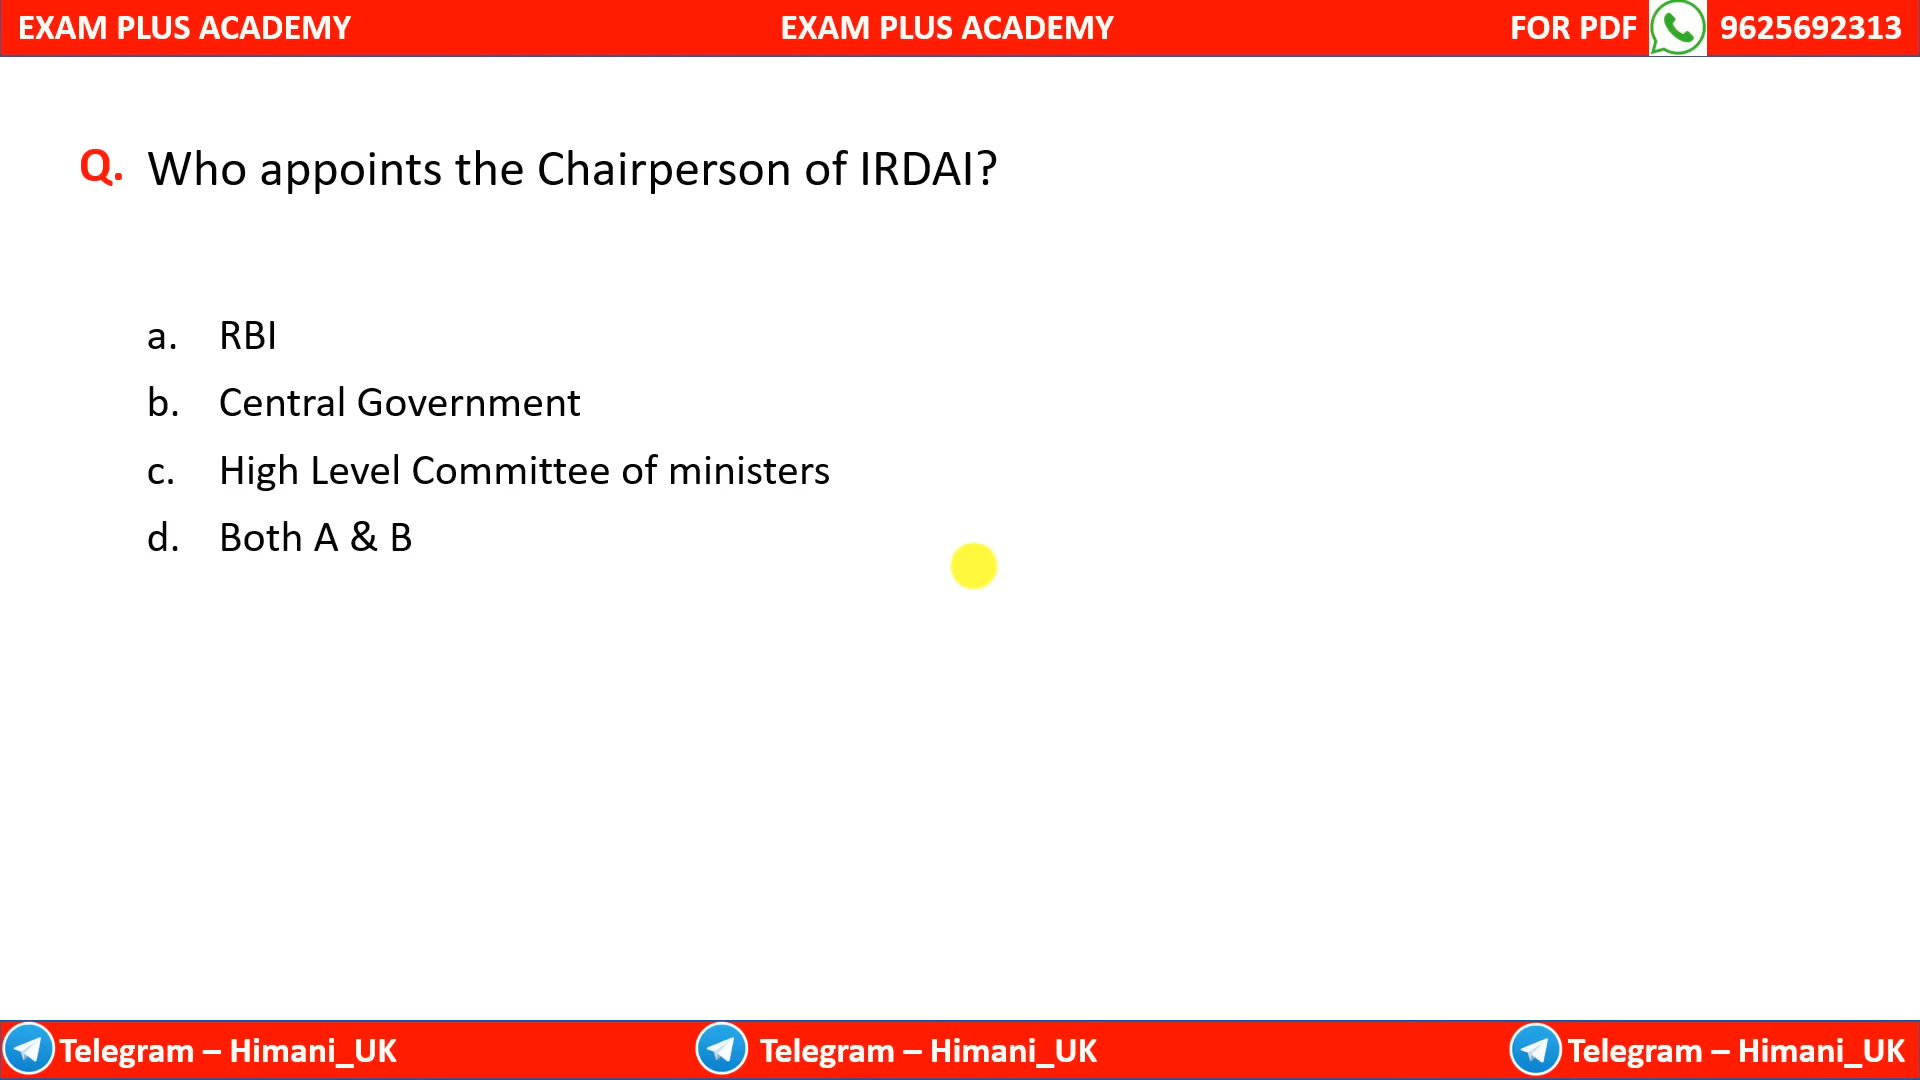 EXAM PLUS ACADEMY EXAM PLUS ACADEMY FOR PDF 9625692313
Q. Who appoints the Chairperson of IRDAI?
a. RBI
b. Central Government
c. High Level Committee of ministers
d. Both A & B
Telegram – Himani_UK Telegram – Himani_UK Telegram – Himani_UK